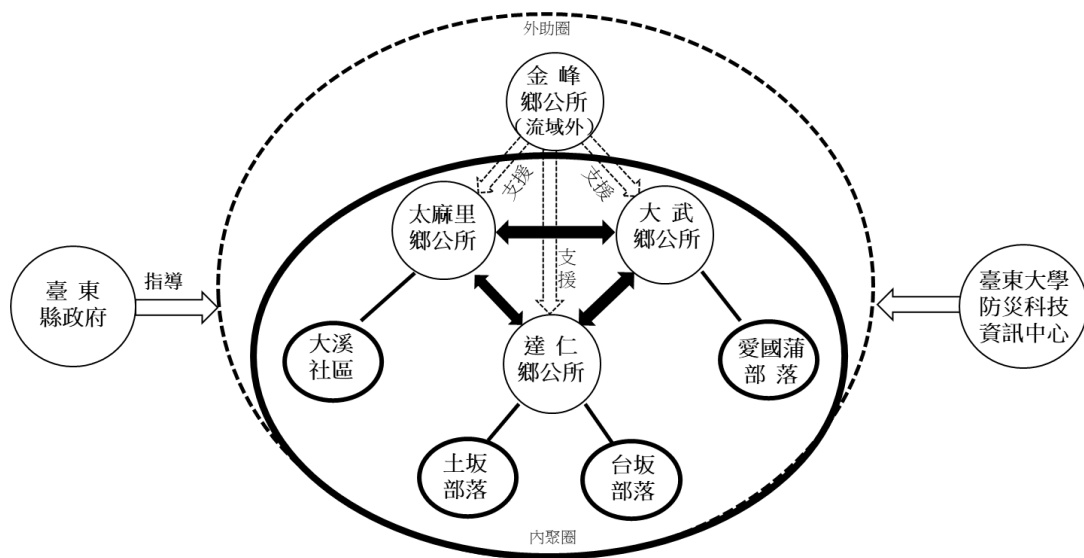 外助圈
金峰
鄉公所
(流域外)
支援
支援
太麻里
鄉公所
大武
鄉公所
支援
臺東
縣政府
指導
臺東大學
防災科技
資訊中心
大溪
社區
達仁
鄉公所
愛國蒲
部落
土坂
部落
台坂
部落
內聚圈